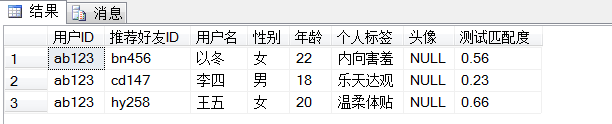 结果 消息
用户ID 推荐好友ID 用户名 性别 年龄 个人标签 头像 测试匹配度
1 ab123 bn456 以冬 女 22 内向害羞 NULL 0.56
2 ab123 cd147 李四 男 18 乐天达观 NULL 0.23
3 ab123 hy258 王五 女 20 温柔体贴 NULL 0.66